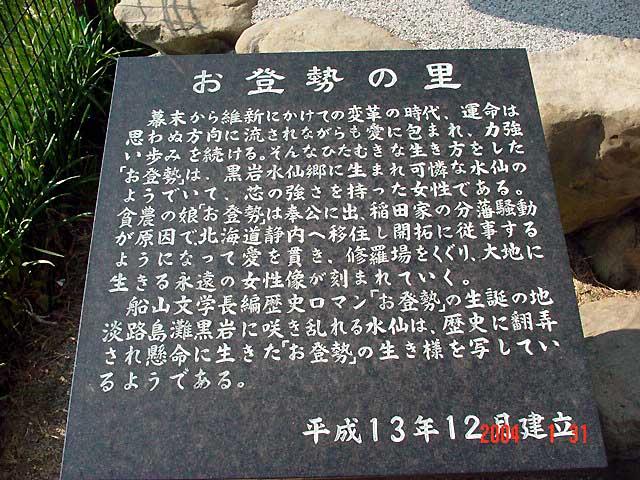 お登勢の里
幕末から維新にかけての変革の時代、運命は
思わぬ方向に流されながらも愛に包まれ、力強
い歩みを続ける。そんなひたむきな生き方をした
「お登勢」は、黒岩水仙郷に生まれ可憐な水仙の
ようでいて、芯の強さを持った女性である。
貧農の娘「お登勢」は奉公に出、稲田家の分藩騒動
が原因で北海道静内へ移住し開拓に従事する
ようになって愛を貫き、修羅場をくぐり、大地に
生きる永遠の女性像が刻まれていく。
船山文学長編歴史ロマン「お登勢」の生誕の地
淡路島灘黒岩に咲き乱れる水仙は、歴史に翻弄
され懸命に生きた「お登勢」の生き様を写してい
るようである。
平成13年12月建立
2004 1 31